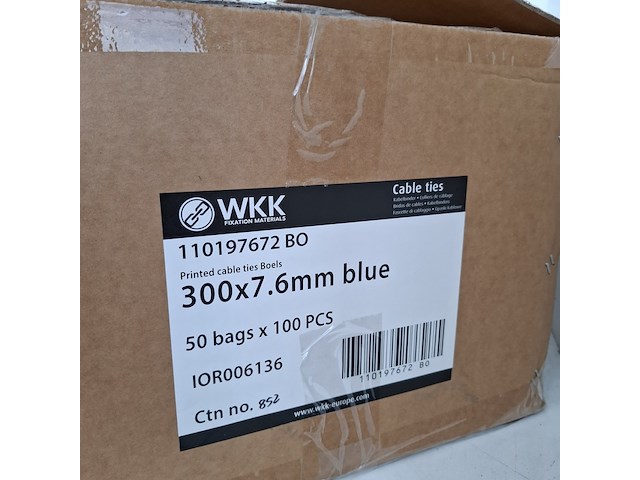 WKK
FIXATION MATERIALS
Cable ties
Kabelbinder • Colliers de câblage
Bridas de cables • Kabelbinders
Fascette di cablaggio •
110197672 BO
Printed cable ties Boels
300x7.6mm blue
50 bags x 100 PCS
IOR006136
110197672 BO
Ctn no. 852
www.wkk-europe.com